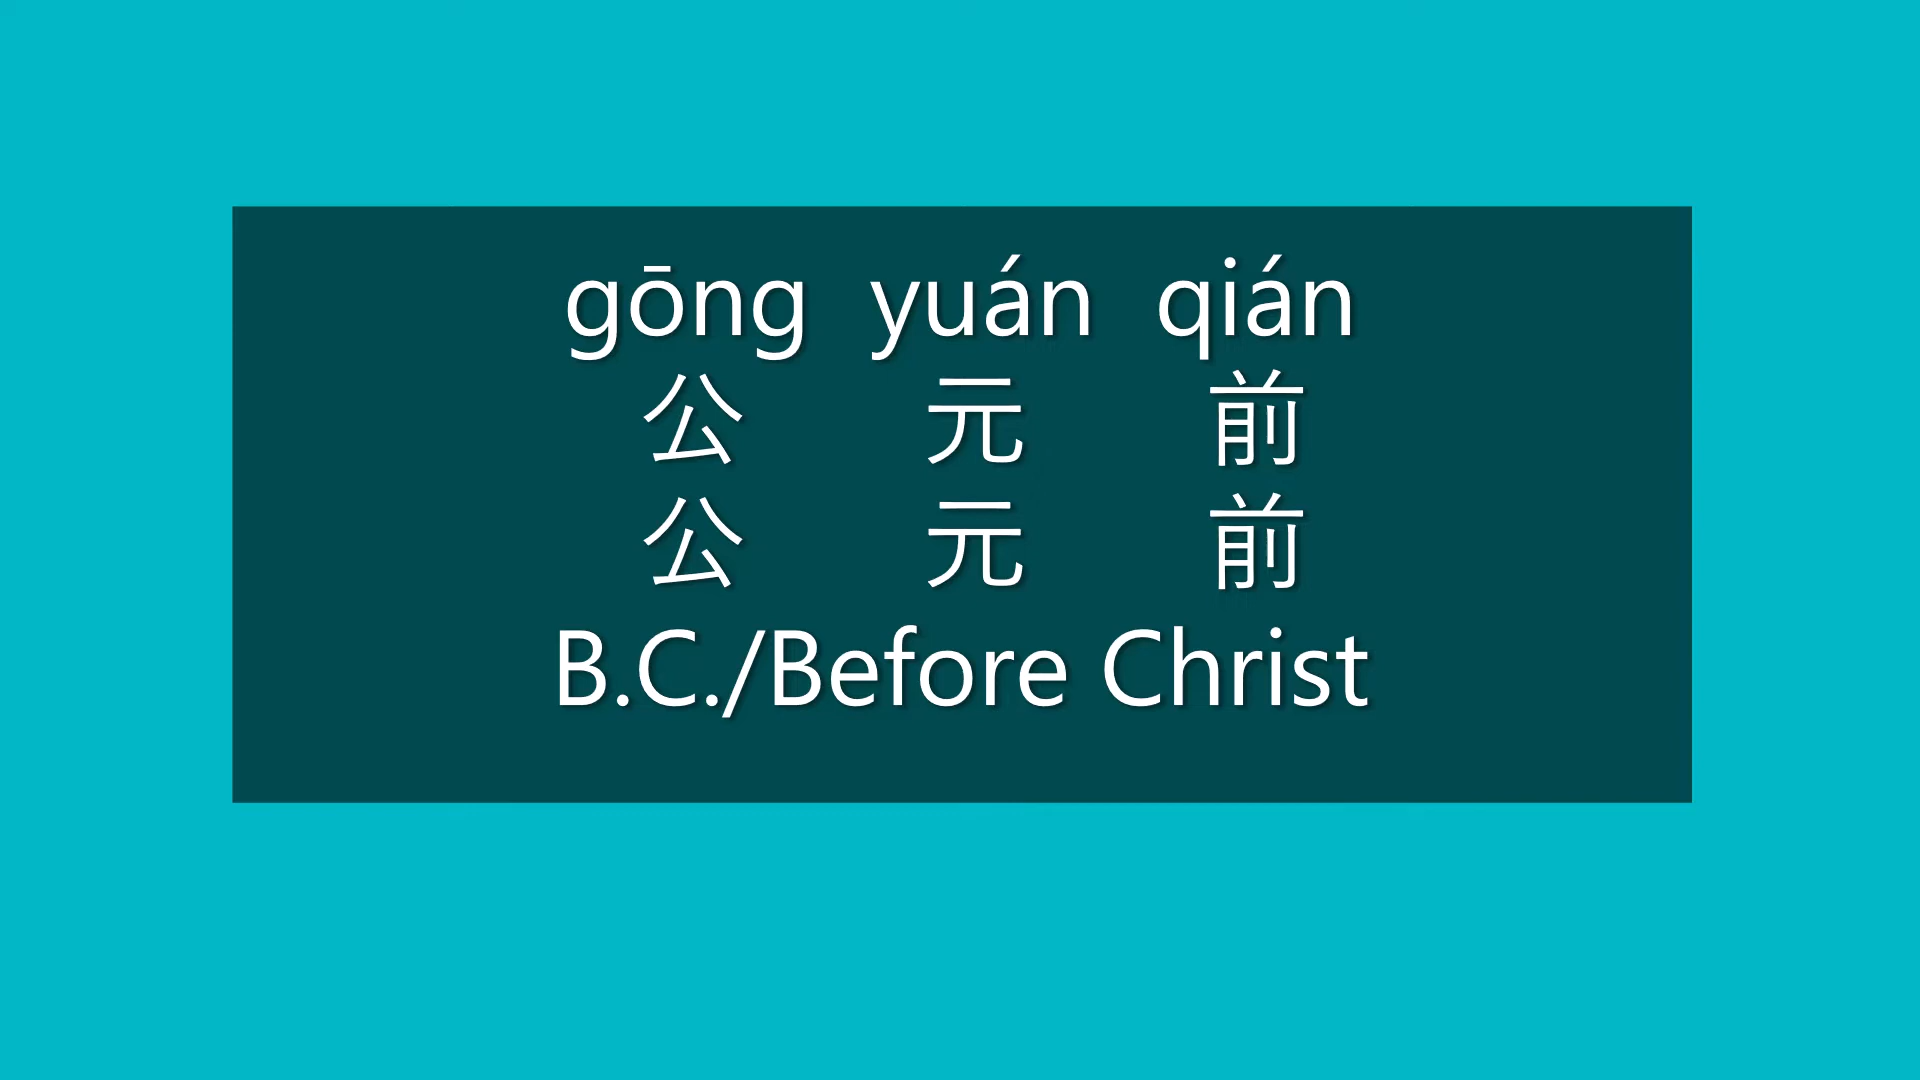 gōng yuán qián
公 元 前
公 元 前
B.C./Before Christ